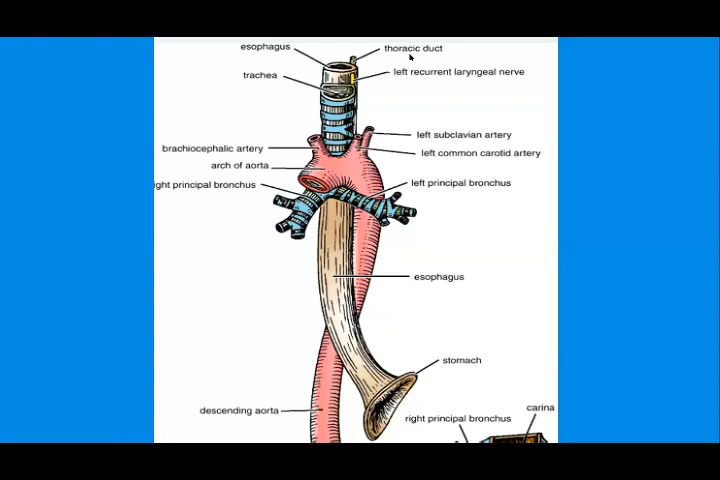 esophagus
thoracic duct
trachea
left recurrent laryngeal nerve
left subclavian artery
brachiocephalic artery
left common carotid artery
arch of aorta
ight principal bronchus
left principal bronchus
esophagus
stomach
descending aorta
carina
right principal bronchus